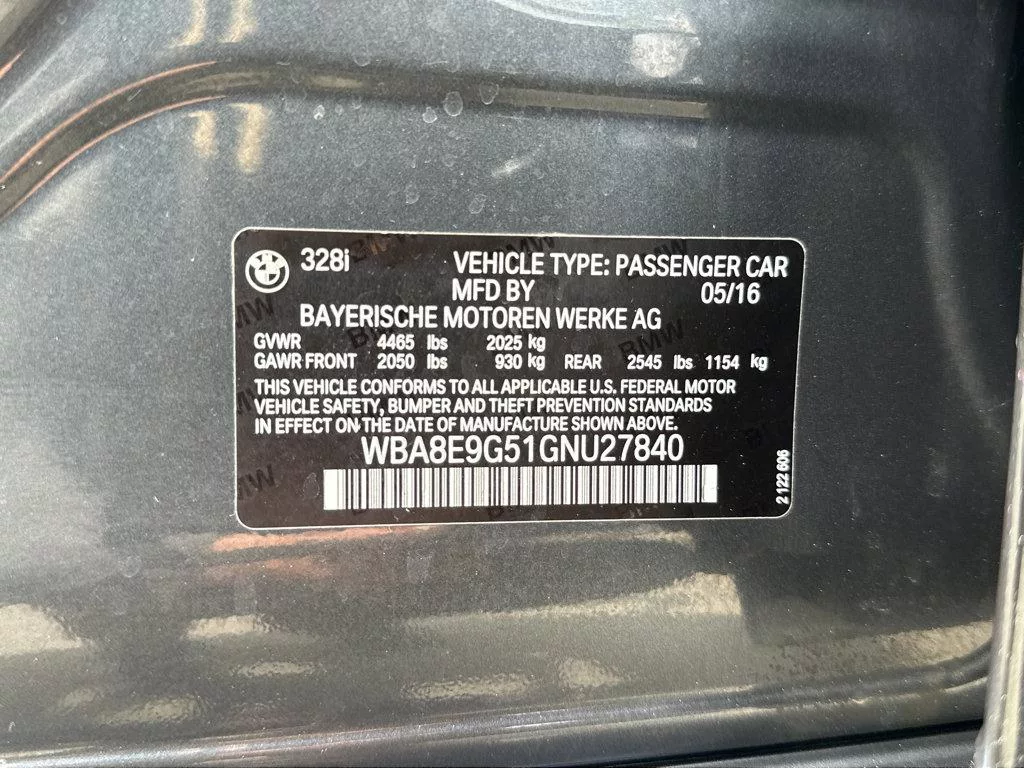 328i VEHICLE TYPE: PASSENGER CAR
MFD BY 05/16
BAYERISCHE MOTOREN WERKE AG
GVWR 4465 lbs 2025 kg
GAWR FRONT 2050 lbs 930 kg REAR 2545 lbs 1154 kg
THIS VEHICLE CONFORMS TO ALL APPLICABLE U.S. FEDERAL MOTOR
VEHICLE SAFETY, BUMPER AND THEFT PREVENTION STANDARDS
IN EFFECT ON THE DATE OF MANUFACTURE SHOWN ABOVE.
WBA8E9G51GNU27840
2 122 606